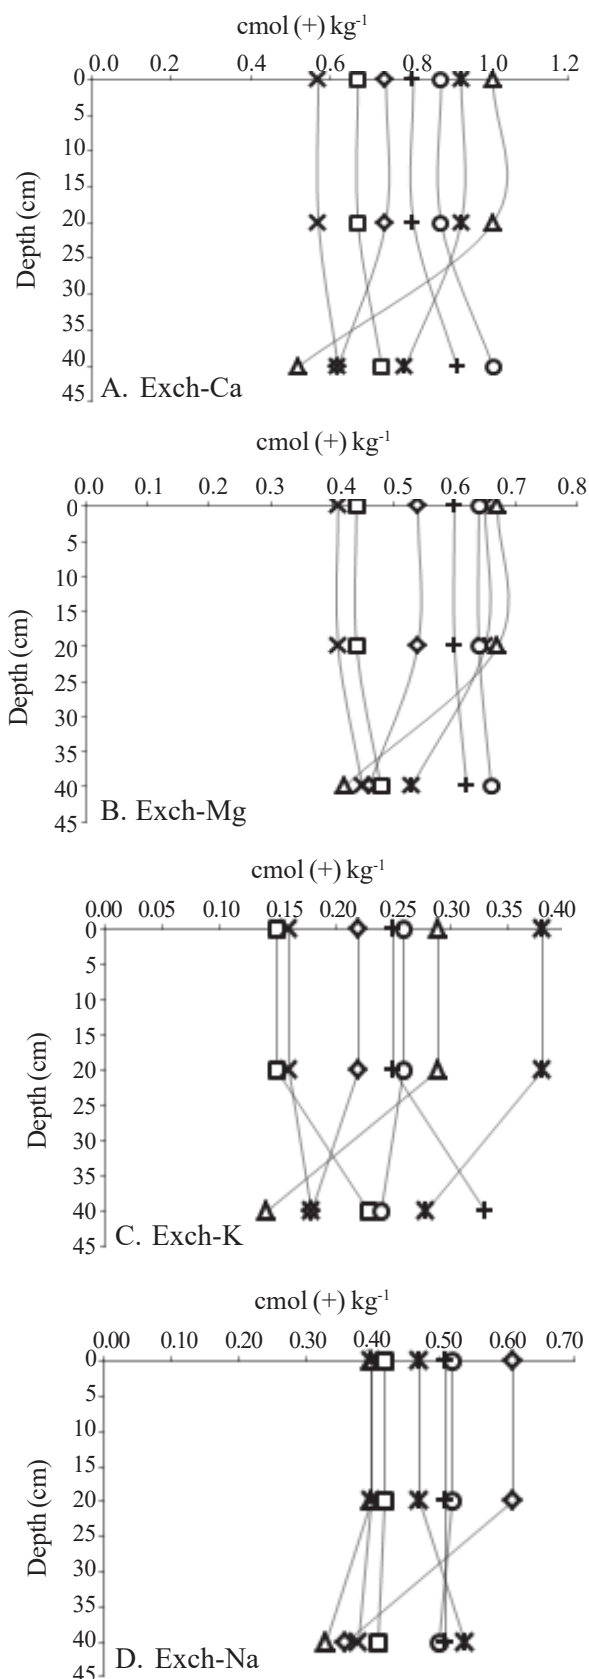 cmol (+) kg-1
0.0 0.2 0.4 0.6 0.8 1.0 1.2
0
5
10
15
20
25
30
35
40
45
Depth (cm)
A. Exch-Ca
cmol (+) kg-1
0.0 0.1 0.2 0.3 0.4 0.5 0.6 0.7 0.8
0
5
10
15
20
25
30
35
40
45
Depth (cm)
B. Exch-Mg
cmol (+) kg-1
0.00 0.05 0.10 0.15 0.20 0.25 0.30 0.35 0.40
0
5
10
15
20
25
30
35
40
45
Depth (cm)
C. Exch-K
cmol (+) kg-1
0.00 0.10 0.20 0.30 0.40 0.50 0.60 0.70
0
5
10
15
20
25
30
35
40
45
Depth (cm)
D. Exch-Na